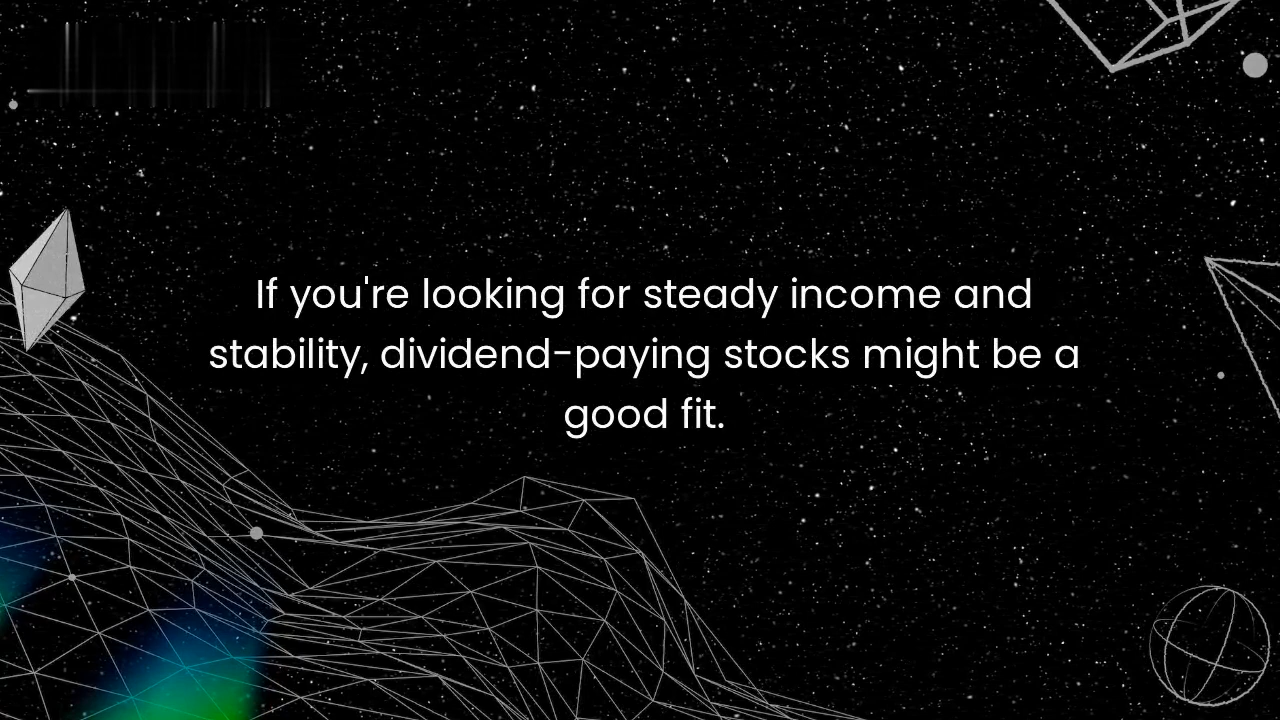 If you're looking for steady income and
stability, dividend-paying stocks might be a
good fit.